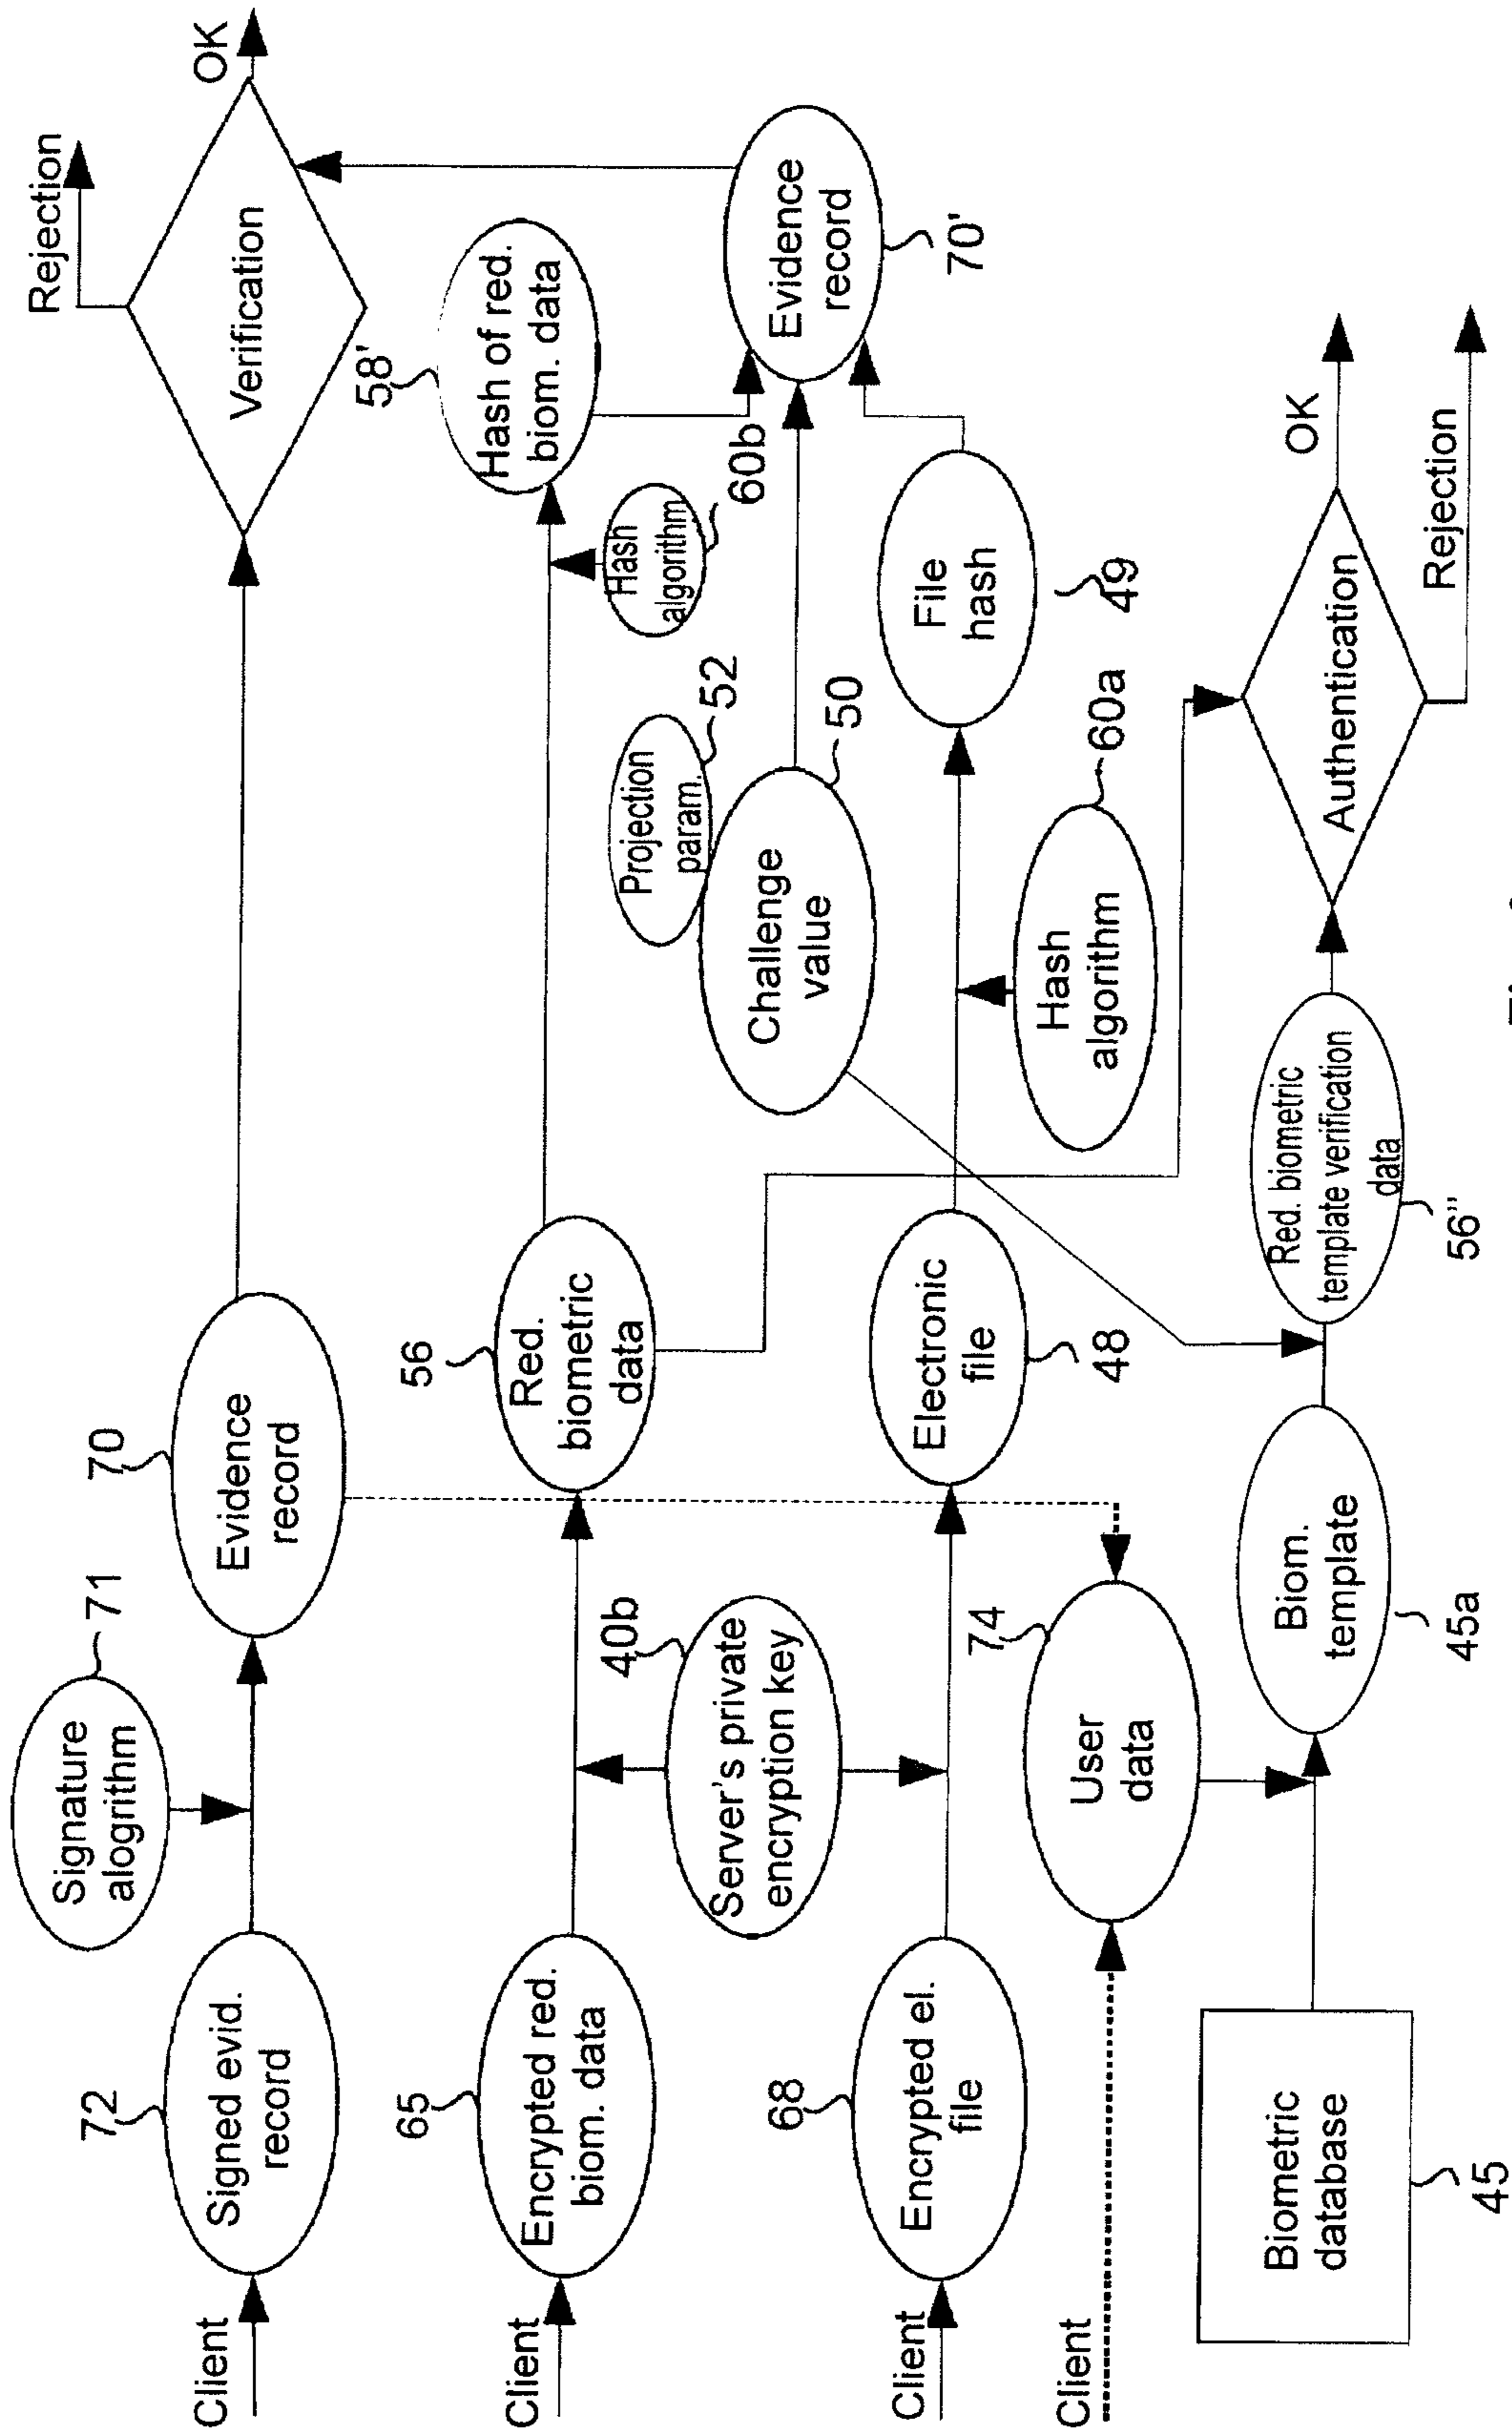 Client
72
Signed evid.
record
Signature
alogrithm
71
70
Evidence
record
Verification
Rejection
OK
Client
65
Encrypted red.
biom. data
40b
Server's private
encryption key
56
Red.
biometric
data
Hash
algorithm
60b
58'
Hash of red.
biom. data
Projection
param.
52
Challenge
value
50
Evidence
record
70'
Client
68
Encrypted el.
file
Electronic
file
48
Hash
algorithm
60a
File
hash
49
Client
74
User
data
Biometric
database
45
Biom.
template
45a
Red. biometric
template verification
data
56"
Authentication
OK
Rejection